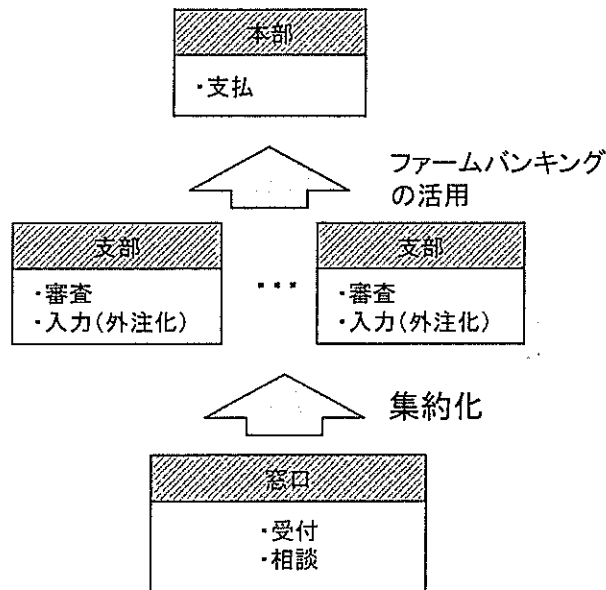 本部
・支払
ファームバンキング
の活用
支部
・審査
・入力(外注化)
・・・
支部
・審査
・入力(外注化)
集約化
窓口
・受付
・相談